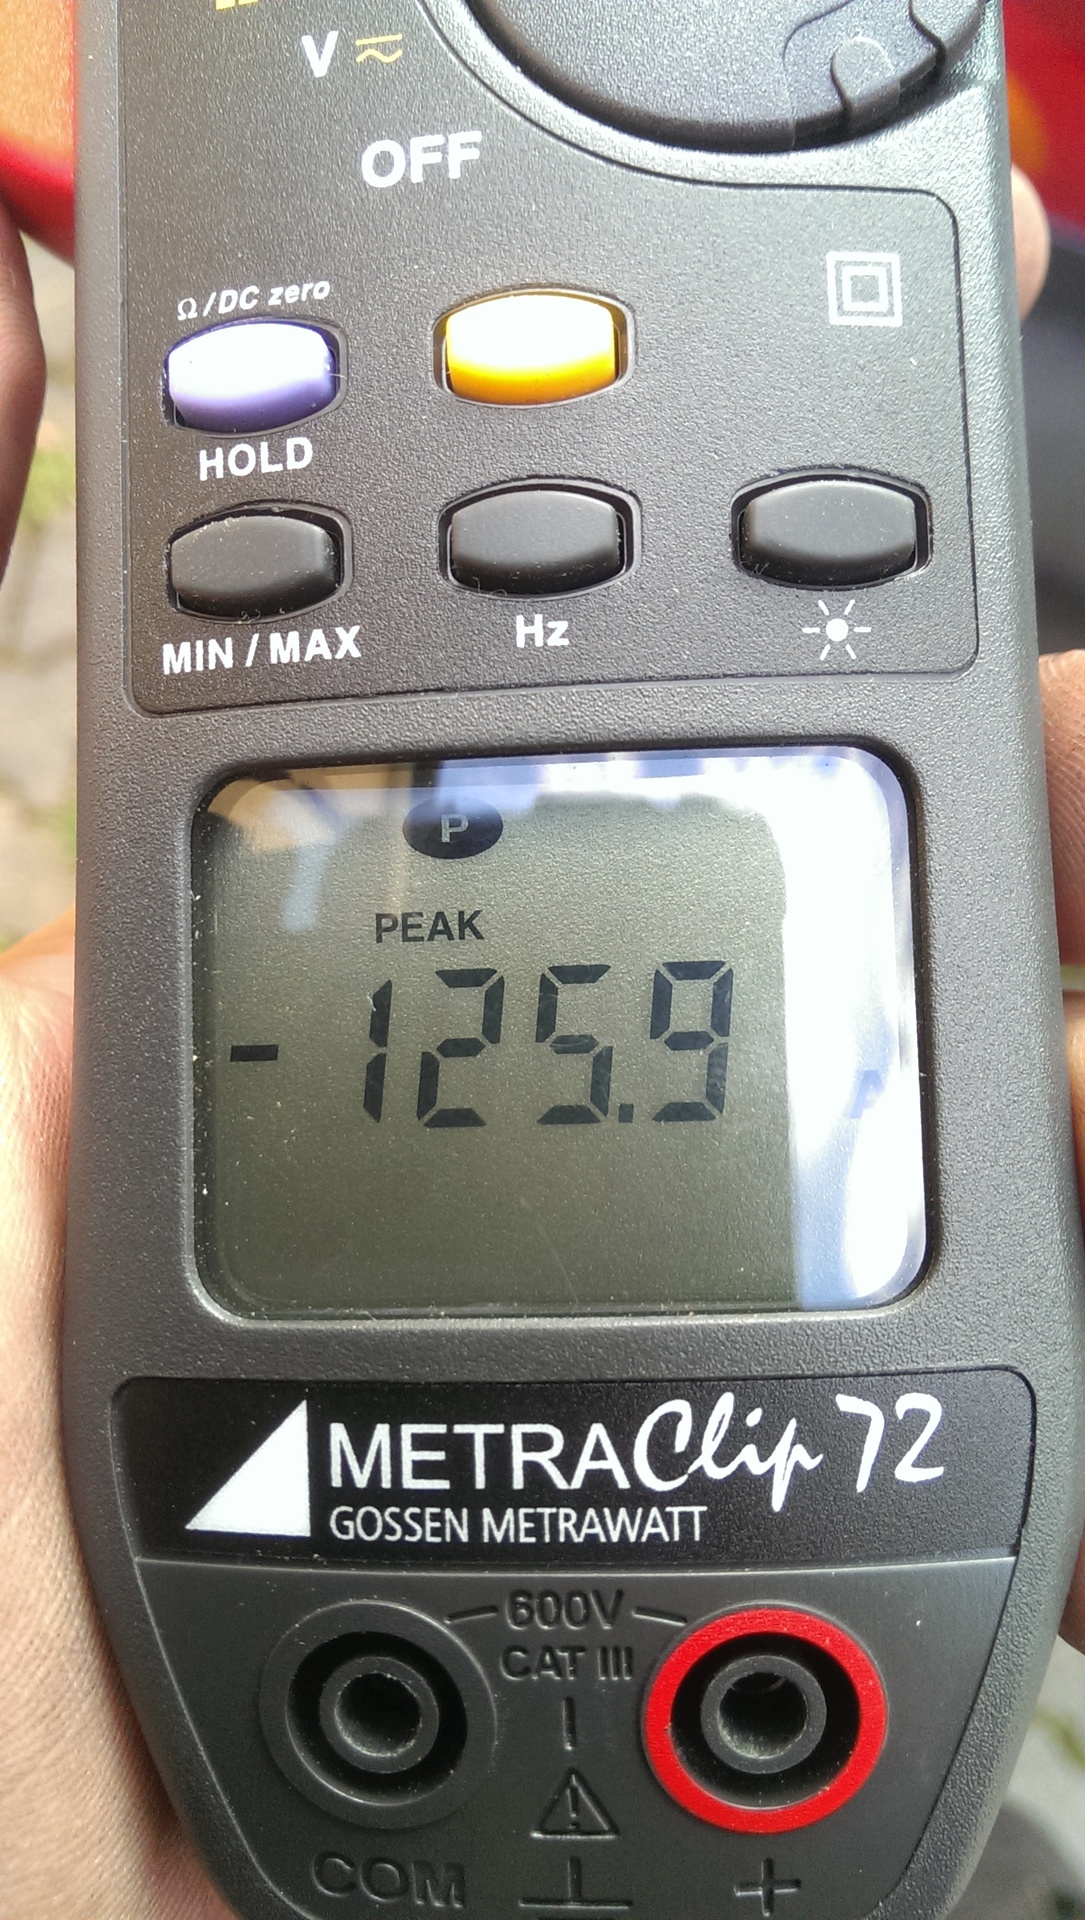 V
OFF
Ω/DC zero
HOLD
MIN / MAX
Hz
P
PEAK
-125.9
A
METRAClip 72
GOSSEN METRAWATT
600V
CAT III
COM
+